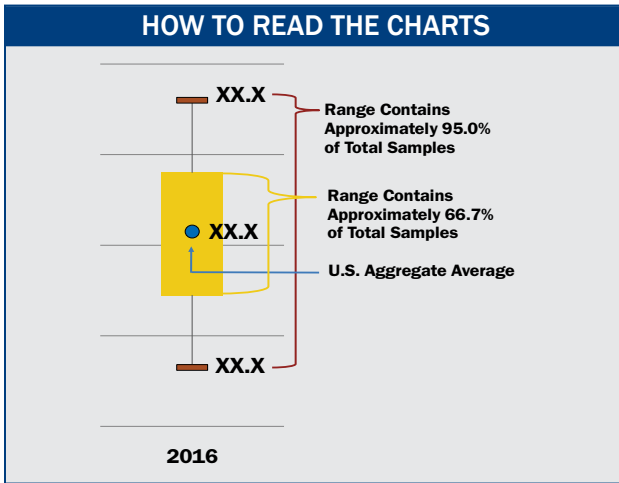 HOW TO READ THE CHARTS
XX.X
Range Contains
Approximately 95.0%
of Total Samples
Range Contains
Approximately 66.7%
of Total Samples
XX.X
U.S. Aggregate Average
XX.X
2016